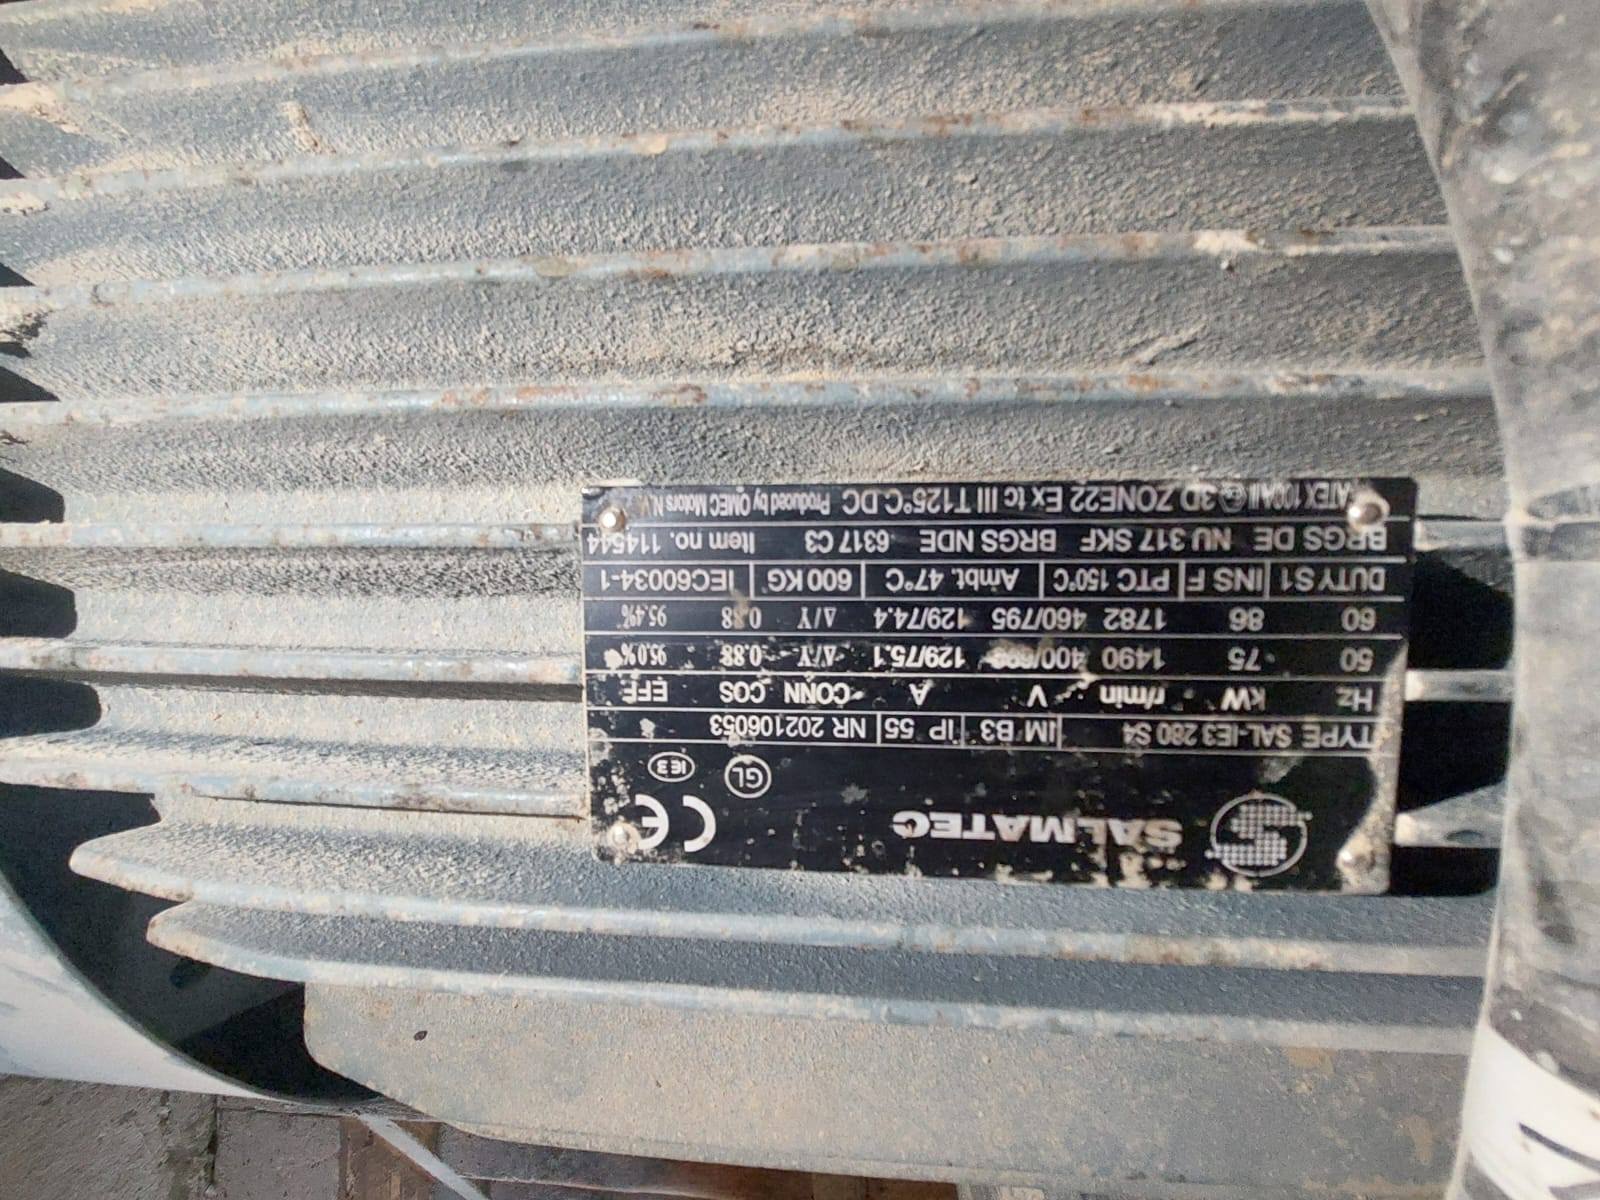 SALMATEC CE
GL IE3
TYPE SAL-IE3 280 S4 IM B3 IP 55 NR 202106053
Hz kW r/min V A CONN COS EFF
50 75 1490 400/693 129/75.1 Δ/Y 0.88 95.0%
60 86 1782 460/795 129/74.4 Δ/Y 0.88 95.4%
DUTY S1 INS F PTC 150°C Ambt. 47°C 600 KG IEC60034-1
BRGS DE NU 317 SKF BRGS NDE 6317 C3 Item no. 114544
ATEX 100A II 3D ZONE22 Ex tc III T125°C DC Produced by OMEC Motors N.V.